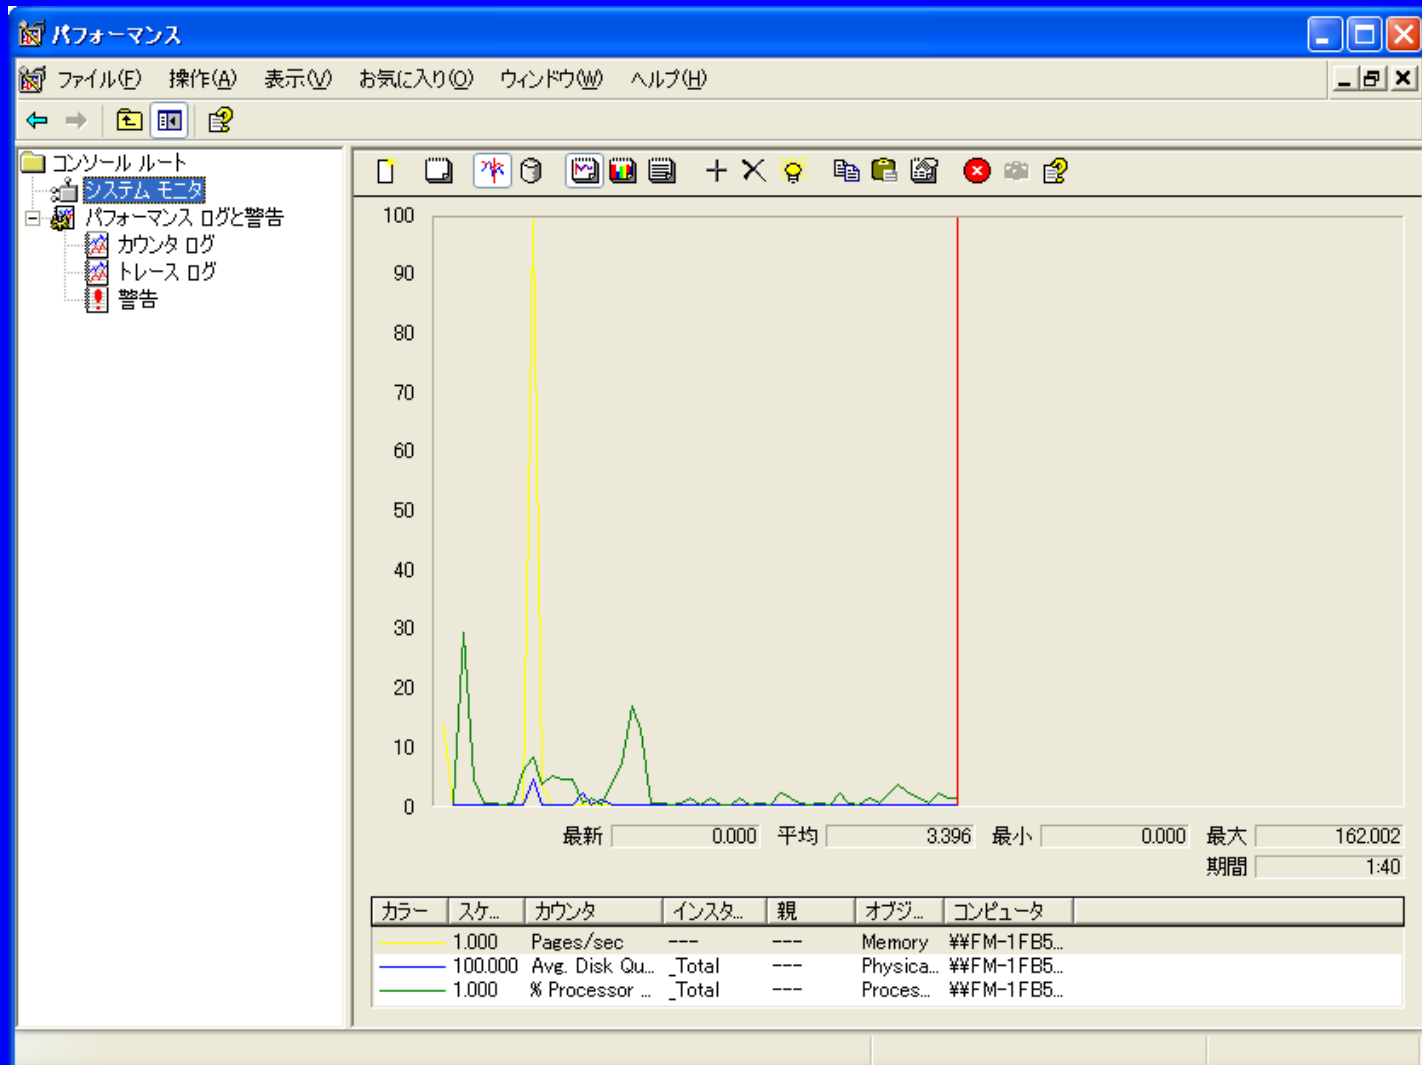 パフォーマンス
ファイル(F) 操作(A) 表示(V) お気に入り(O) ウィンドウ(W) ヘルプ(H)
コンソール ルート
システム モニタ
パフォーマンス ログと警告
カウンタ ログ
トレース ログ
警告
100
90
80
70
60
50
40
30
20
10
0
最新 0.000 平均 3.396 最小 0.000 最大 162.002
期間 1:40
カラー スケ... カウンタ インスタ... 親 オブジ... コンピュータ
1.000 Pages/sec --- --- Memory ¥¥FM-1FB5...
100.000 Avg. Disk Qu... _Total --- Physica... ¥¥FM-1FB5...
1.000 % Processor ... _Total --- Proces... ¥¥FM-1FB5...